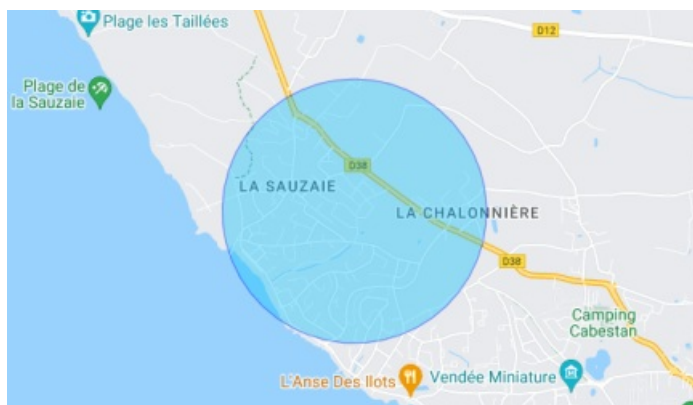 Plage les Taillées
D12
Plage de
la Sauzaie
D38
LA SAUZAIE
LA CHALONNIÈRE
D38
Camping
Cabestan
L'Anse Des Ilots
Vendée Miniature